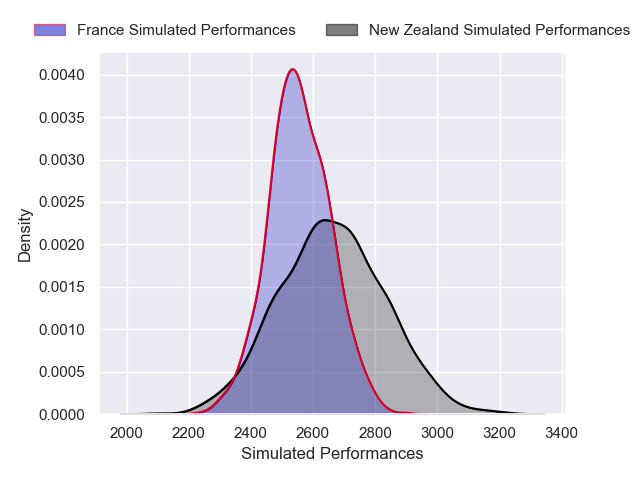 France Simulated Performances
New Zealand Simulated Performances
0.0040
0.0035
0.0030
0.0025
0.0020
0.0015
0.0010
0.0005
0.0000
Density
2000 2200 2400 2600 2800 3000 3200 3400
Simulated Performances